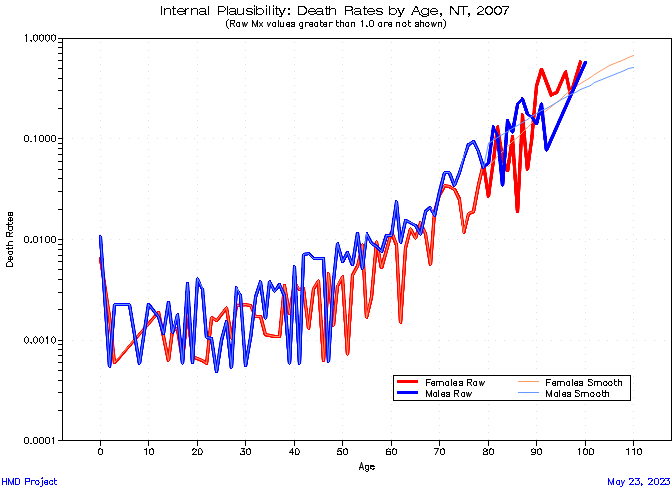 Internal Plausibility: Death Rates by Age, NT, 2007
(Raw Mx values greater than 1.0 are not shown)
1.0000
0.1000
0.0100
0.0010
0.0001
Death Rates
0 10 20 30 40 50 60 70 80 90 100 110
Age
Females Raw Females Smooth
Males Raw Males Smooth
HMD Project May 23, 2023